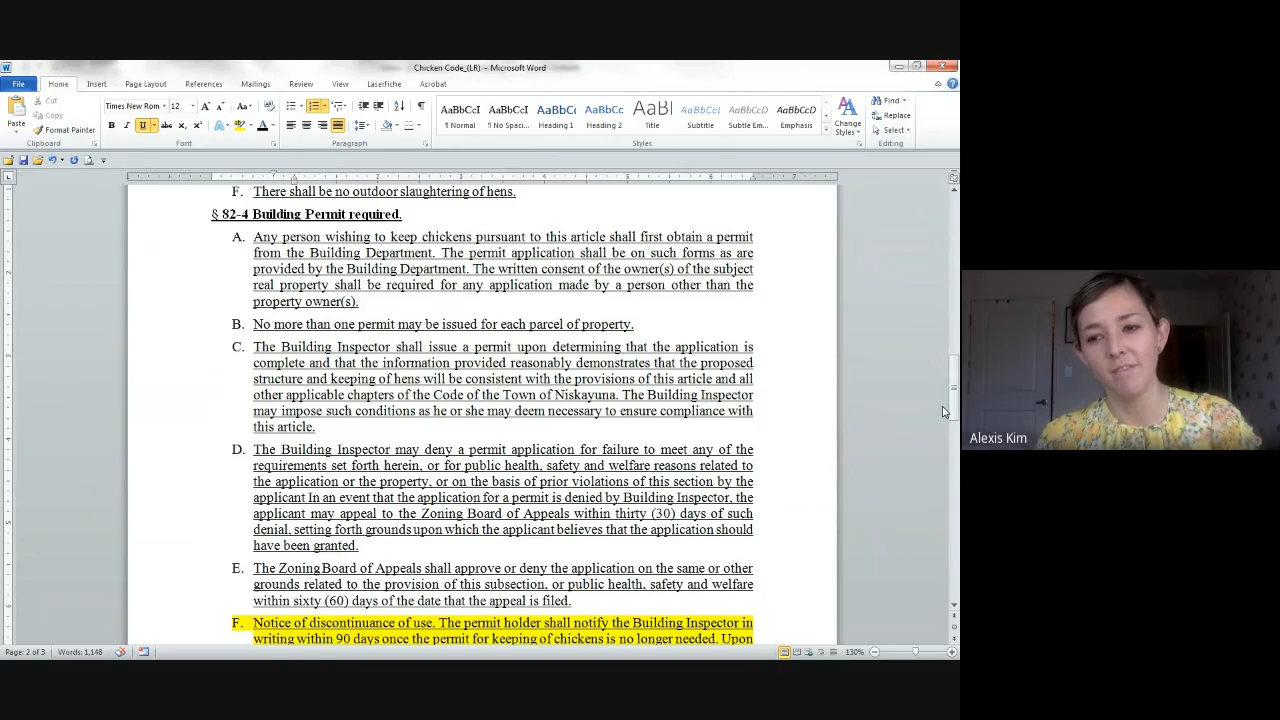 Chicken Code_(LR) - Microsoft Word
File Home Insert Page Layout References Mailings Review View Laserfiche Acrobat
Cut
Copy
Format Painter
Paste
Clipboard
Times New Rom 12
Font
Paragraph
AaBbCcI AaBbCcI AaBbC( AaBbCc AaBl AaBbCcl AaBbCcD AaBbCcD
¶ Normal ¶ No Spaci... Heading 1 Heading 2 Title Subtitle Subtle Em... Emphasis
Change Styles
Styles
Find
Replace
Select
Editing
F. There shall be no outdoor slaughtering of hens.
§ 82-4 Building Permit required.
A. Any person wishing to keep chickens pursuant to this article shall first obtain a permit
from the Building Department. The permit application shall be on such forms as are
provided by the Building Department. The written consent of the owner(s) of the subject
real property shall be required for any application made by a person other than the
property owner(s).
B. No more than one permit may be issued for each parcel of property.
C. The Building Inspector shall issue a permit upon determining that the application is
complete and that the information provided reasonably demonstrates that the proposed
structure and keeping of hens will be consistent with the provisions of this article and all
other applicable chapters of the Code of the Town of Niskayuna. The Building Inspector
may impose such conditions as he or she may deem necessary to ensure compliance with
this article.
D. The Building Inspector may deny a permit application for failure to meet any of the
requirements set forth herein, or for public health, safety and welfare reasons related to
the application or the property, or on the basis of prior violations of this section by the
applicant In an event that the application for a permit is denied by Building Inspector, the
applicant may appeal to the Zoning Board of Appeals within thirty (30) days of such
denial, setting forth grounds upon which the applicant believes that the application should
have been granted.
E. The Zoning Board of Appeals shall approve or deny the application on the same or other
grounds related to the provision of this subsection, or public health, safety and welfare
within sixty (60) days of the date that the appeal is filed.
F. Notice of discontinuance of use. The permit holder shall notify the Building Inspector in
writing within 90 days once the permit for keeping of chickens is no longer needed. Upon
Page: 2 of 3 Words: 1,148 130%
Alexis Kim